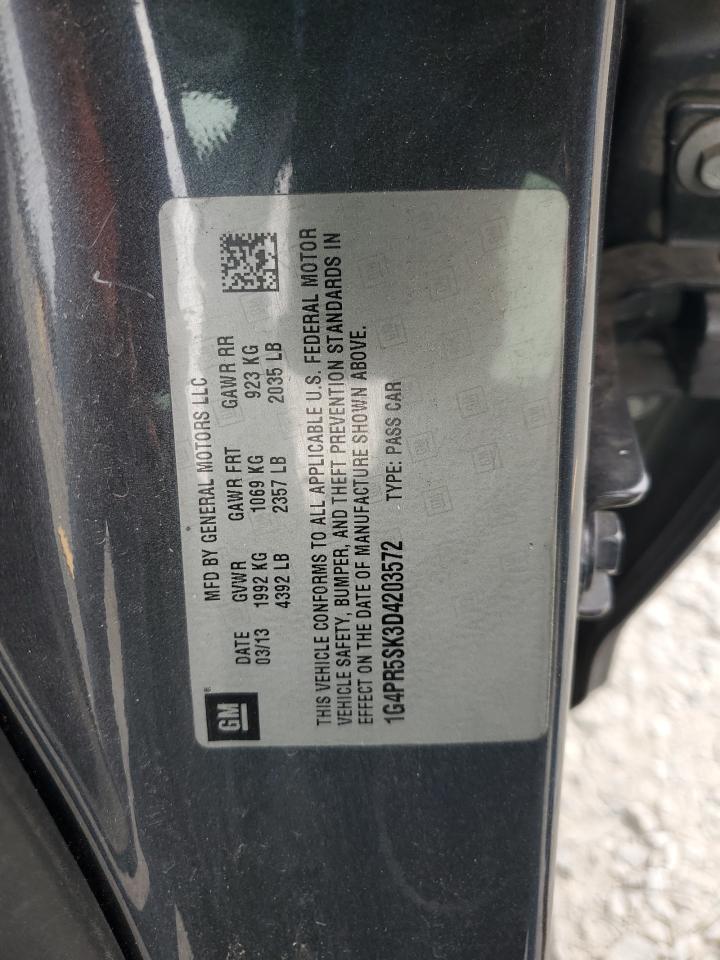 GM®
MFD BY GENERAL MOTORS LLC
DATE GVWR GAWR FRT GAWR RR
03/13 1992 KG 1069 KG 923 KG
4392 LB 2357 LB 2035 LB
THIS VEHICLE CONFORMS TO ALL APPLICABLE U.S. FEDERAL MOTOR
VEHICLE SAFETY, BUMPER, AND THEFT PREVENTION STANDARDS IN
EFFECT ON THE DATE OF MANUFACTURE SHOWN ABOVE.
1G4PR5SK3D4203572 TYPE: PASS CAR